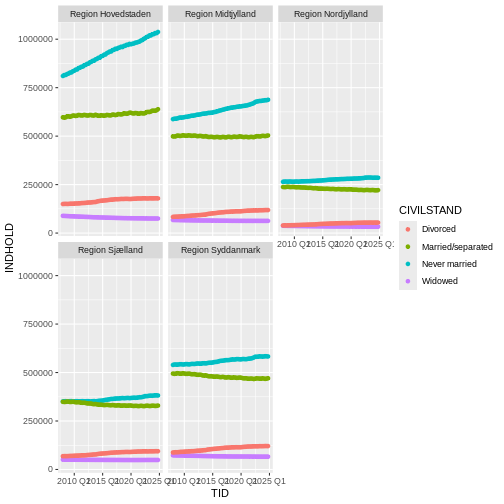 Region Hovedstaden Region Midtjylland Region Nordjylland
1000000
750000
500000
250000
0
2010 Q1 2015 Q1 2020 Q1 2025 Q1
Region Sjælland Region Syddanmark
1000000
750000
500000
250000
0
2010 Q1 2015 Q1 2020 Q1 2025 Q1 2010 Q1 2015 Q1 2020 Q1 2025 Q1
TID
INDHOLD
CIVILSTAND
Divorced
Married/separated
Never married
Widowed